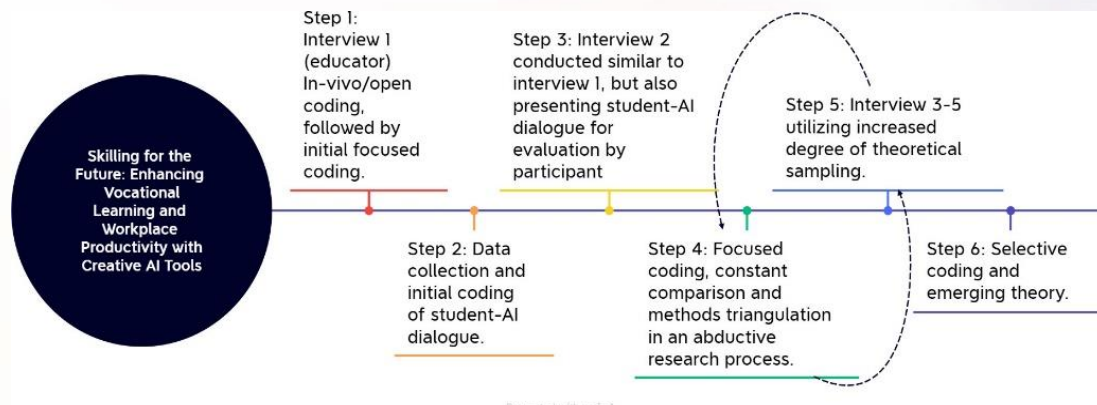 Skilling for the
Future: Enhancing
Vocational
Learning and
Workplace
Productivity with
Creative AI Tools
Step 1:
Interview 1
(educator)
In-vivo/open
coding,
followed by
initial focused
coding.
Step 2: Data
collection and
initial coding
of student-AI
dialogue.
Step 3: Interview 2
conducted similar to
interview 1, but also
presenting student-AI
dialogue for
evaluation by
participant
Step 4: Focused
coding, constant
comparison and
methods triangulation
in an abductive
research process.
Step 5: Interview 3-5
utilizing increased
degree of theoretical
sampling.
Step 6: Selective
coding and
emerging theory.